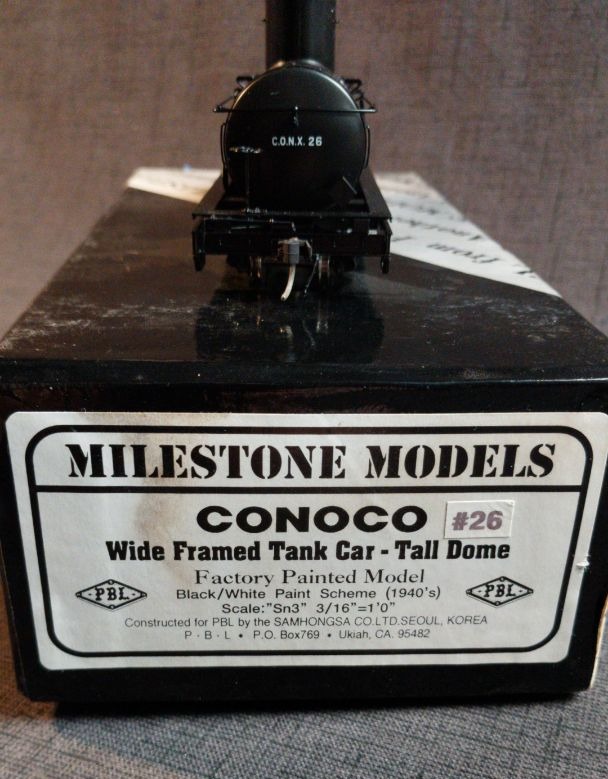 C.O.N.X. 26
from
MILESTONE MODELS
CONOCO #26
Wide Framed Tank Car - Tall Dome
Factory Painted Model
PBL Black/White Paint Scheme (1940's) PBL
Scale:"Sn3" 3/16"=1'0"
Constructed for PBL by the SAMHONGSA CO.LTD.SEOUL, KOREA
P · B · L • P.O. Box769 • Ukiah, CA. 95482